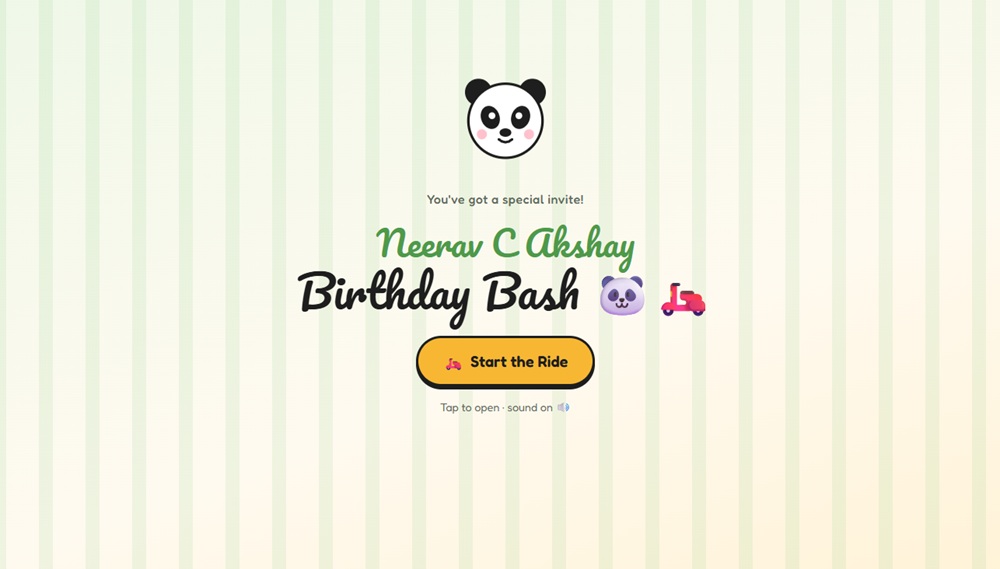 You've got a special invite!
Neerav C Akshay
Birthday Bash 🐼 🛵
🛵 Start the Ride
Tap to open · sound on 🔊